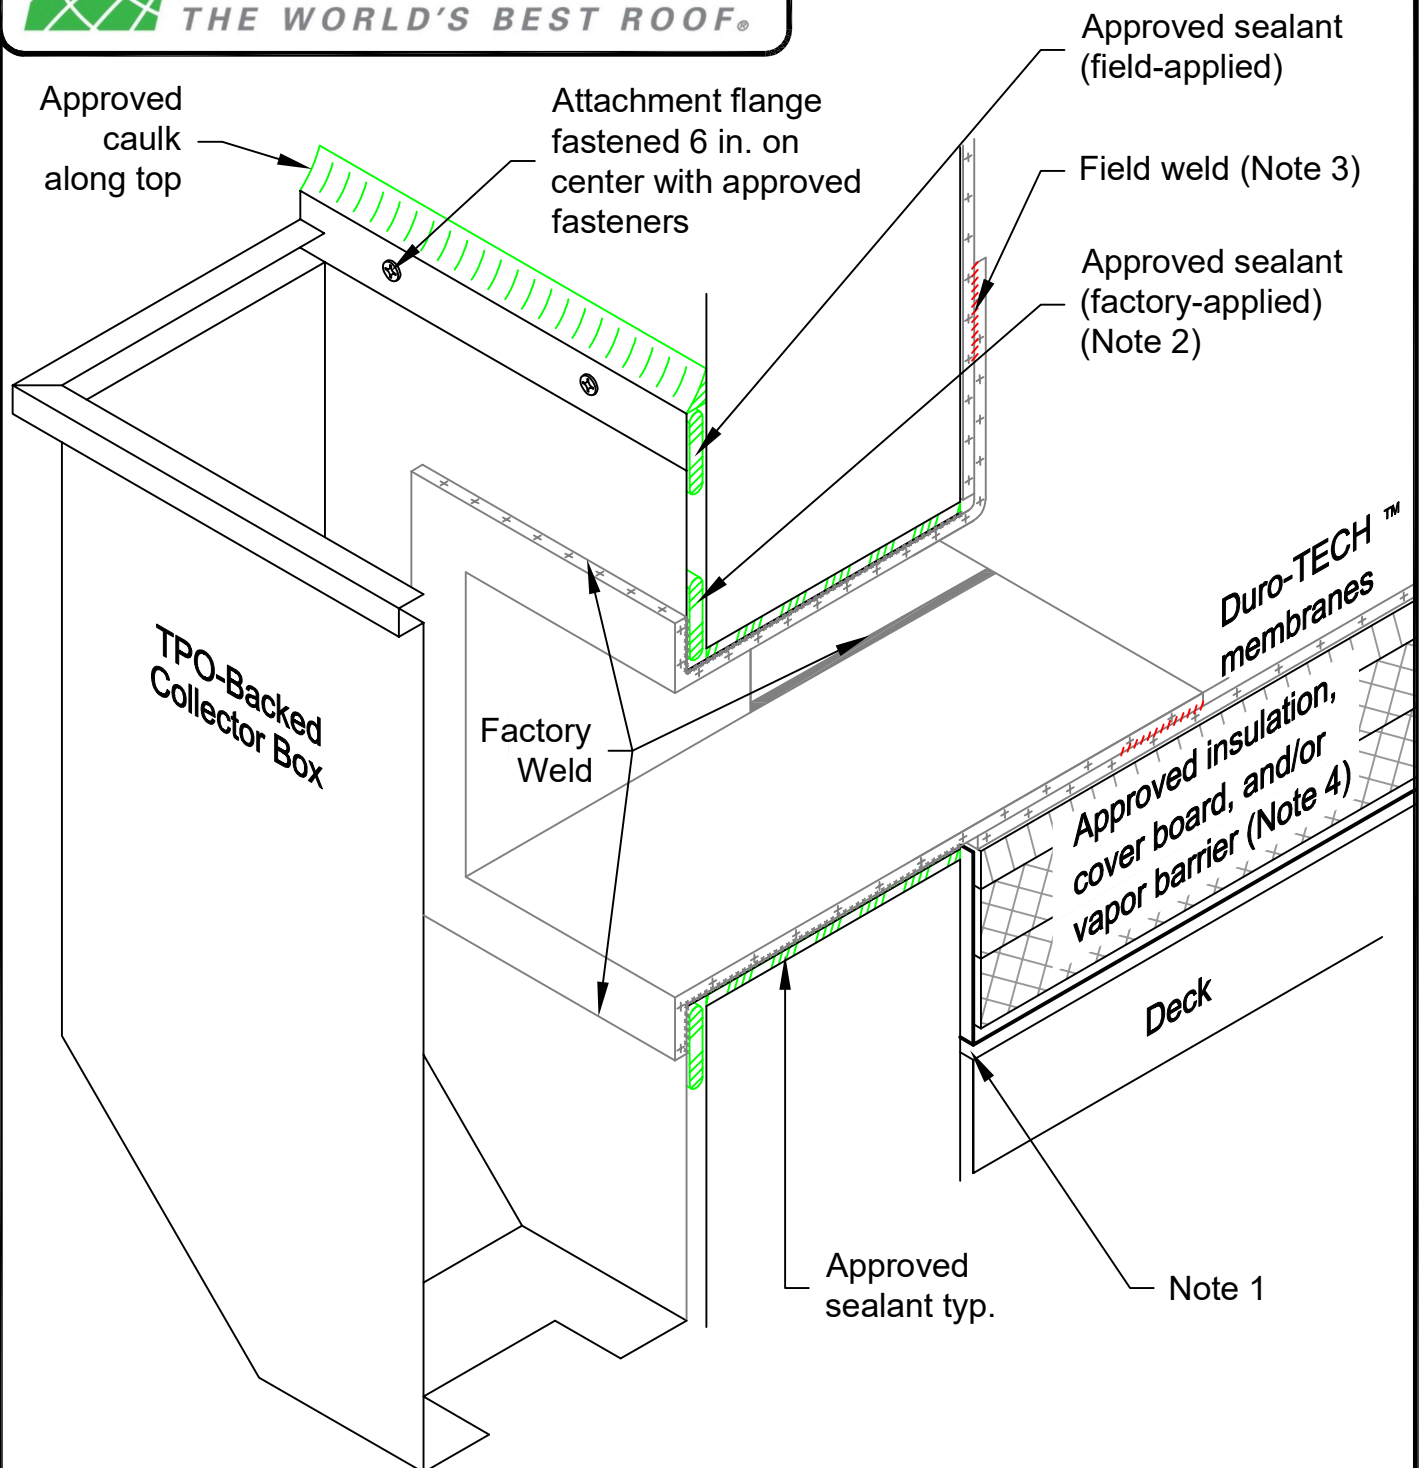 THE WORLD'S BEST ROOF®
Approved sealant
(field-applied)
Approved
caulk
along top
Attachment flange
fastened 6 in. on
center with approved
fasteners
Field weld (Note 3)
Approved sealant
(factory-applied)
(Note 2)
Duro-TECH ™
membranes
TPO-Backed
Collector Box
Factory
Weld
Approved insulation,
cover board, and/or
vapor barrier (Note 4)
Deck
Approved
sealant typ.
Note 1